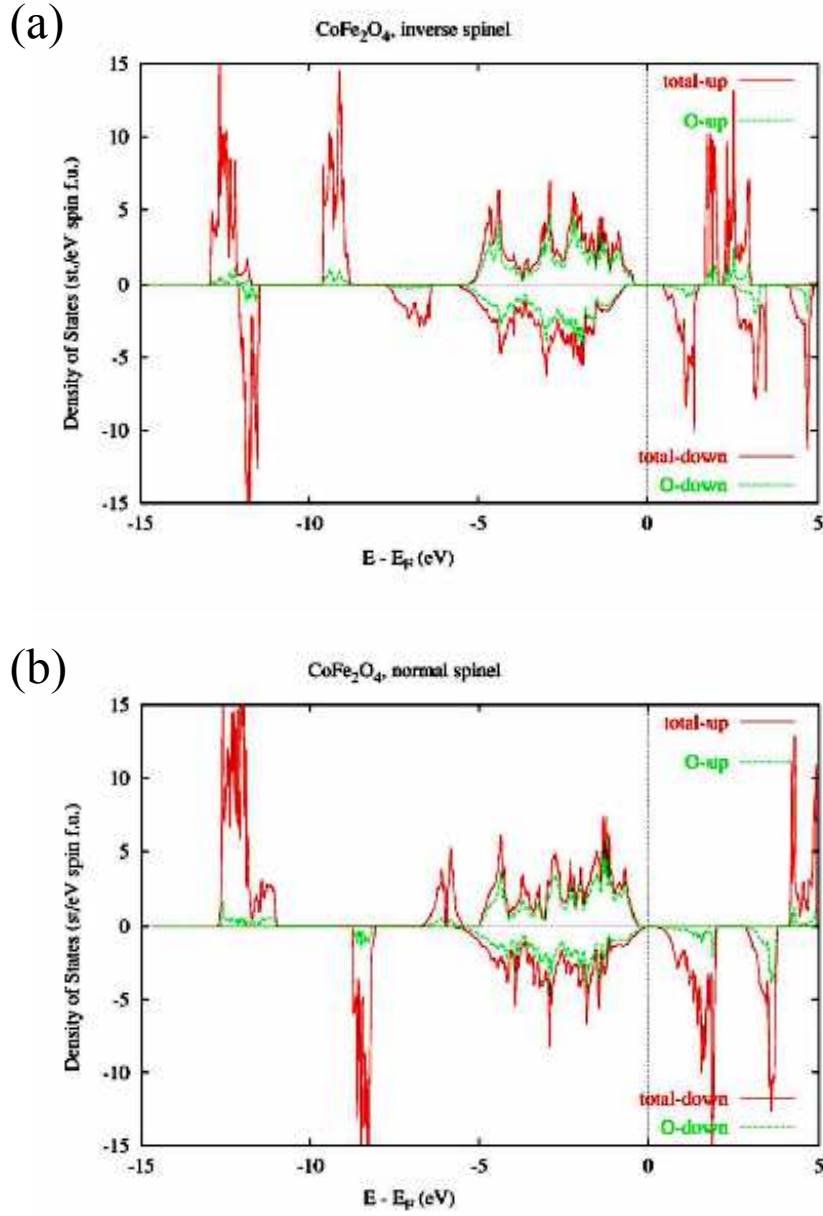 (a)
CoFe2O4, inverse spinel
15
10
5
0
-5
-10
-15
Density of States (st./eV spin f.u.)
total-up
O-up
total-down
O-down
-15
-10
-5
0
5
E - EF (eV)
(b)
CoFe2O4, normal spinel
15
10
5
0
-5
-10
-15
Density of States (st/eV spin f.u.)
total-up
O-up
total-down
O-down
-15
-10
-5
0
5
E - EF (eV)